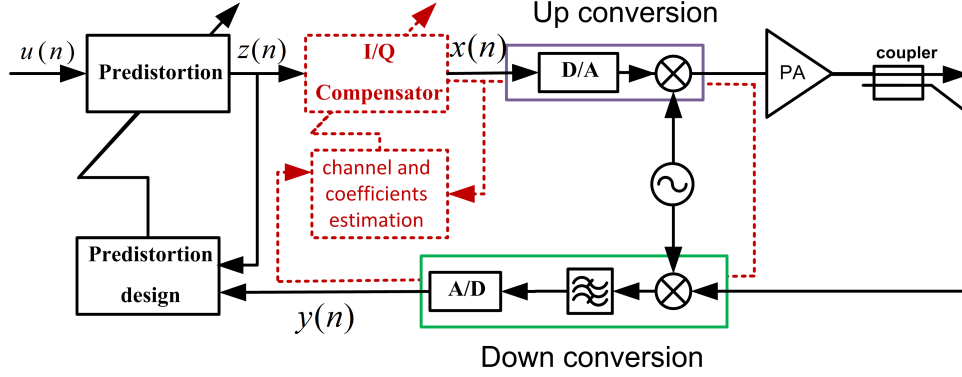 Up conversion
u(n)
Predistortion
z(n)
I/Q
Compensator
x(n)
D/A
PA
coupler
channel and
coefficients
estimation
Predistortion
design
y(n)
A/D
Down conversion